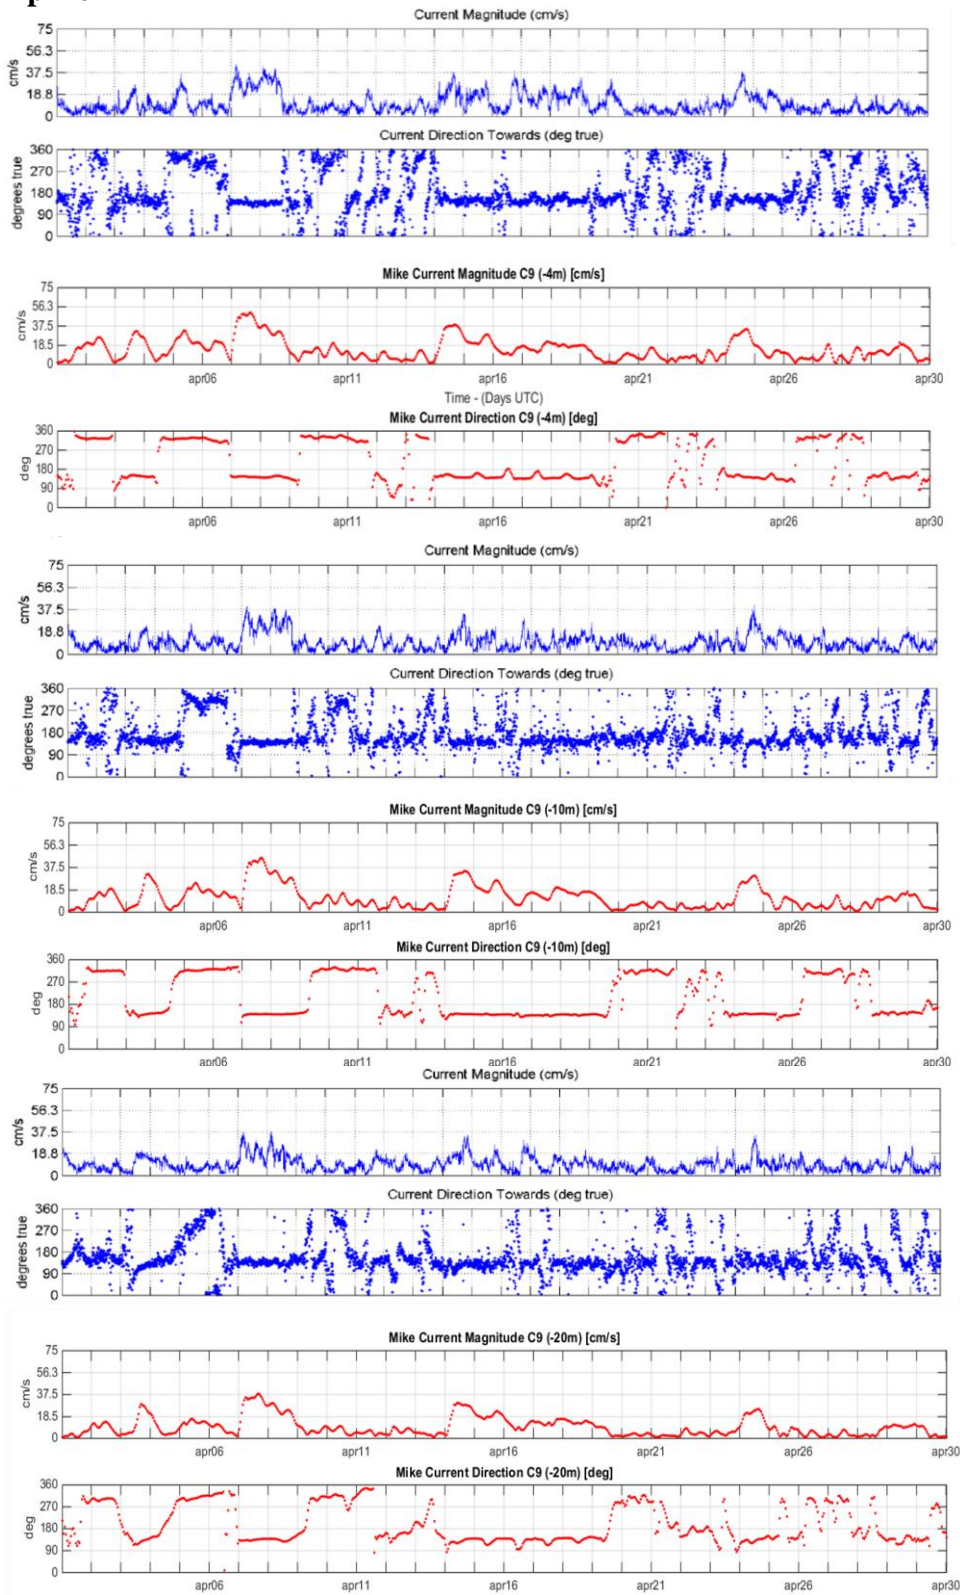 Current Magnitude (cm/s)
75
56.3
37.5
18.8
0
cm/s
Current Direction Towards (deg true)
360
270
180
90
0
degrees true
Mike Current Magnitude C9 (-4m) [cm/s]
75
56.3
37.5
18.5
0
cm/s
apr06 apr11 apr16 apr21 apr26 apr30
Time - (Days UTC)
Mike Current Direction C9 (-4m) [deg]
360
270
180
90
0
deg
apr06 apr11 apr16 apr21 apr26 apr30
Current Magnitude (cm/s)
75
56.3
37.5
18.8
0
cm/s
Current Direction Towards (deg true)
360
270
180
90
0
degrees true
Mike Current Magnitude C9 (-10m) [cm/s]
75
56.3
37.5
18.5
0
cm/s
apr06 apr11 apr16 apr21 apr26 apr30
Mike Current Direction C9 (-10m) [deg]
360
270
180
90
0
deg
apr06 apr11 apr16 apr21 apr26 apr30
Current Magnitude (cm/s)
75
56.3
37.5
18.8
0
cm/s
Current Direction Towards (deg true)
360
270
180
90
0
degrees true
Mike Current Magnitude C9 (-20m) [cm/s]
75
56.3
37.5
18.5
0
cm/s
apr06 apr11 apr16 apr21 apr26 apr30
Mike Current Direction C9 (-20m) [deg]
360
270
180
90
0
deg
apr06 apr11 apr16 apr21 apr26 apr30